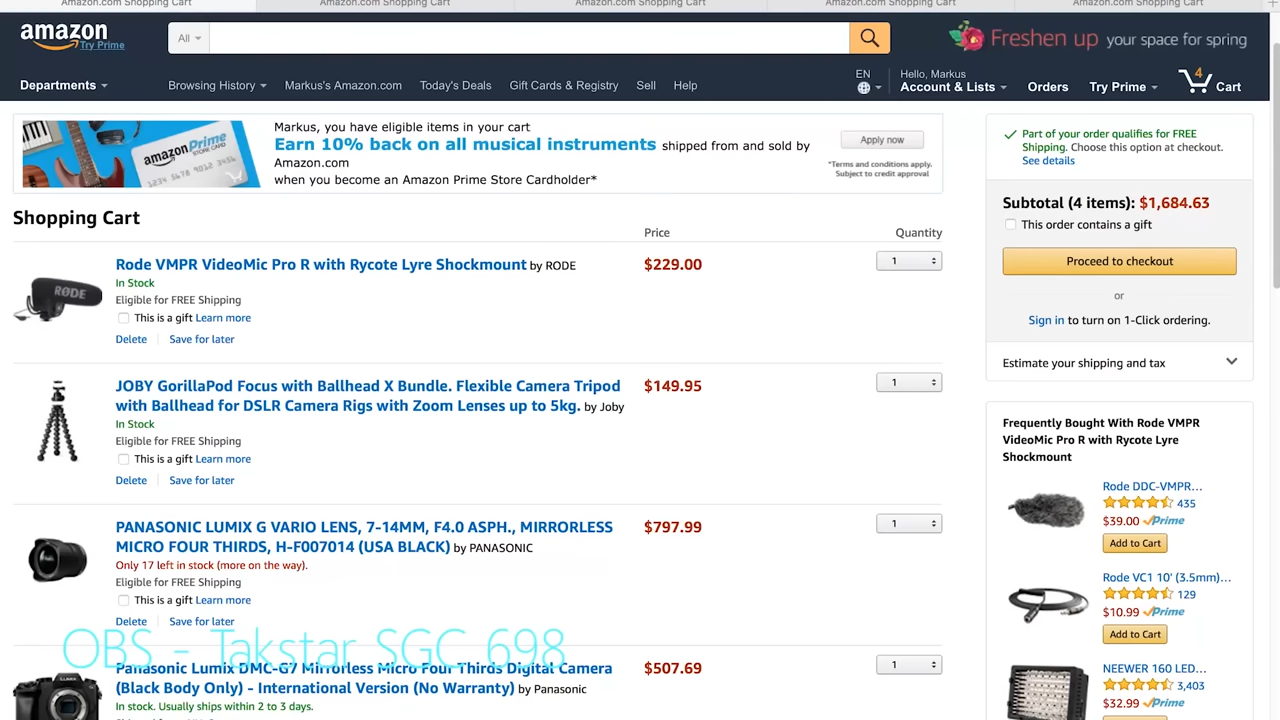 Amazon.com Shopping Cart
Amazon.com Shopping Cart
Amazon.com Shopping Cart
Amazon.com Shopping Cart
Amazon.com Shopping Cart
amazon
Try Prime
All
Freshen up your space for spring
Departments
Browsing History
Markus's Amazon.com
Today's Deals
Gift Cards & Registry
Sell
Help
EN
Hello, Markus
Account & Lists
Orders
Try Prime
4
Cart
amazonPrime
STORE CARD
1234 5678 9012 3456
Markus, you have eligible items in your cart
Earn 10% back on all musical instruments shipped from and sold by
Amazon.com
when you become an Amazon Prime Store Cardholder*
Apply now
*Terms and conditions apply.
Subject to credit approval
Shopping Cart
Price
Quantity
RØDE
Rode VMPR VideoMic Pro R with Rycote Lyre Shockmount by RODE
$229.00
1
In Stock
Eligible for FREE Shipping
This is a gift Learn more
Delete
Save for later
JOBY GorillaPod Focus with Ballhead X Bundle. Flexible Camera Tripod
with Ballhead for DSLR Camera Rigs with Zoom Lenses up to 5kg. by Joby
$149.95
1
In Stock
Eligible for FREE Shipping
This is a gift Learn more
Delete
Save for later
PANASONIC LUMIX G VARIO LENS, 7-14MM, F4.0 ASPH., MIRRORLESS
MICRO FOUR THIRDS, H-F007014 (USA BLACK) by PANASONIC
$797.99
1
Only 17 left in stock (more on the way).
Eligible for FREE Shipping
This is a gift Learn more
Delete
Save for later
OBS - Takstar SGC 698
LUMIX
Panasonic Lumix DMC-G7 Mirrorless Micro Four Thirds Digital Camera
(Black Body Only) - International Version (No Warranty) by Panasonic
$507.69
1
In stock. Usually ships within 2 to 3 days.
Part of your order qualifies for FREE
Shipping. Choose this option at checkout.
See details
Subtotal (4 items): $1,684.63
This order contains a gift
Proceed to checkout
or
Sign in to turn on 1-Click ordering.
Estimate your shipping and tax
Frequently Bought With Rode VMPR
VideoMic Pro R with Rycote Lyre
Shockmount
Rode DDC-VMPR…
435
$39.00 Prime
Add to Cart
Rode VC1 10' (3.5mm)…
129
$10.99 Prime
Add to Cart
NEEWER 160 LED…
3,403
$32.99 Prime